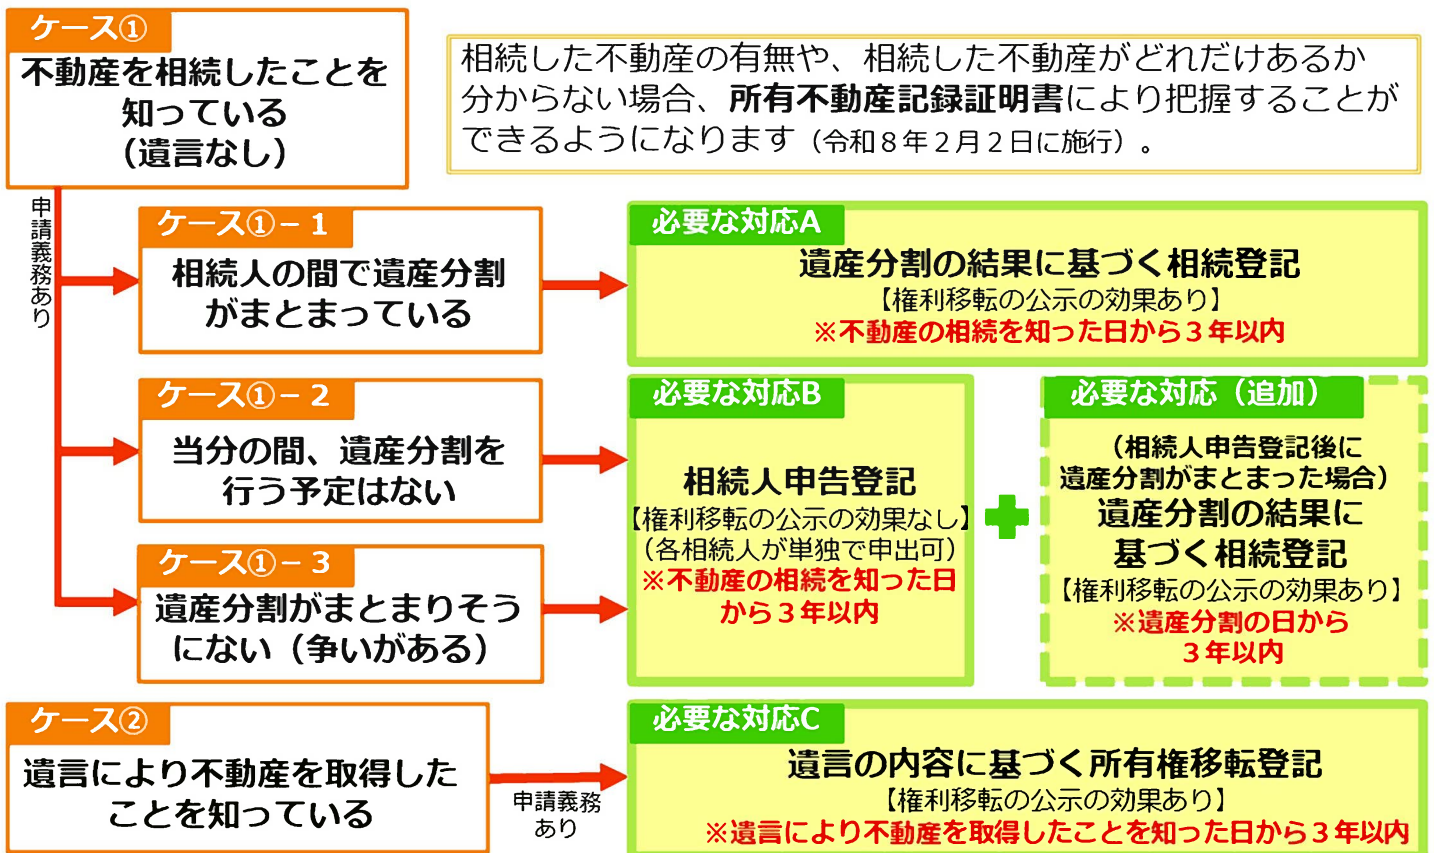 ケース①
不動産を相続したことを
知っている
(遺言なし)
相続した不動産の有無や、相続した不動産がどれだけあるか
分からない場合、所有不動産記録証明書により把握することが
できるようになります（令和８年２月２日に施行）。
申請義務あり
ケース①－１
相続人の間で遺産分割
がまとまっている
必要な対応A
遺産分割の結果に基づく相続登記
【権利移転の公示の効果あり】
※不動産の相続を知った日から３年以内
ケース①－２
当分の間、遺産分割を
行う予定はない
ケース①－３
遺産分割がまとまりそう
にない（争いがある）
必要な対応B
相続人申告登記
【権利移転の公示の効果なし】
（各相続人が単独で申出可）
※不動産の相続を知った日
から３年以内
必要な対応（追加）
（相続人申告登記後に
遺産分割がまとまった場合）
遺産分割の結果に
基づく相続登記
【権利移転の公示の効果あり】
※遺産分割の日から
３年以内
ケース②
遺言により不動産を取得した
ことを知っている
申請義務
あり
必要な対応C
遺言の内容に基づく所有権移転登記
【権利移転の公示の効果あり】
※遺言により不動産を取得したことを知った日から３年以内